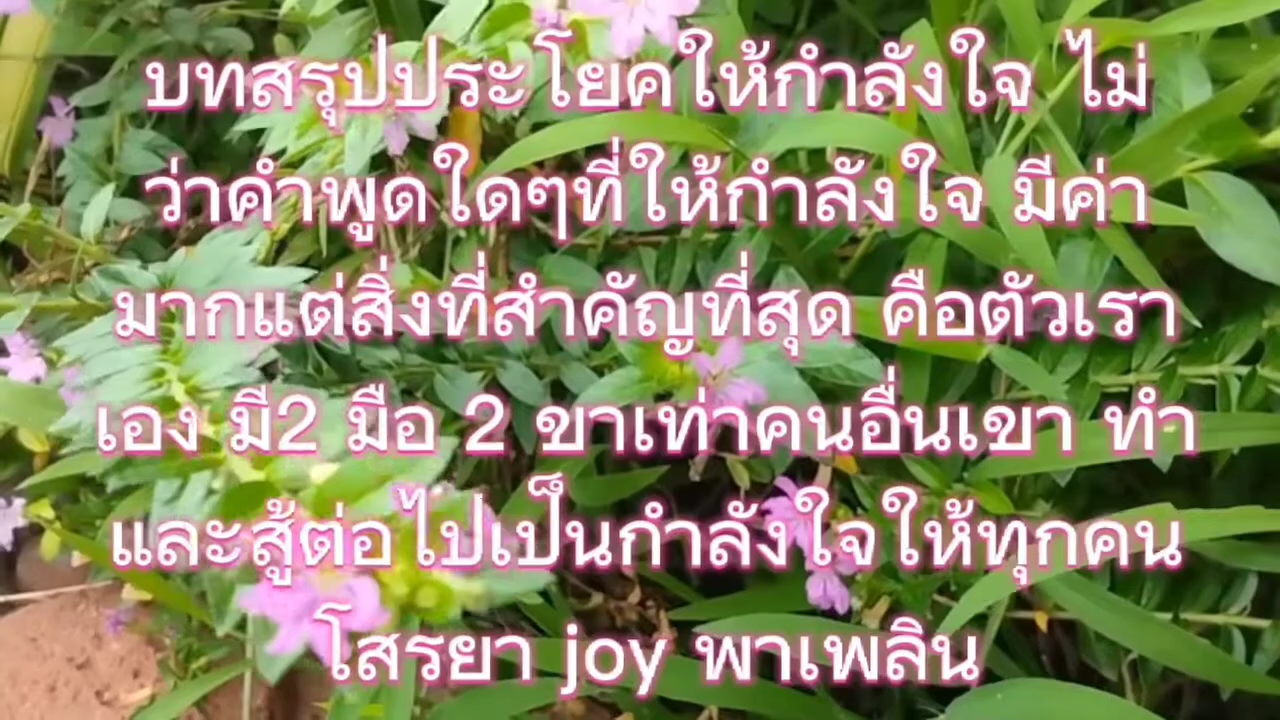 บทสรุปประโยคให้กำลังใจ ไม่
ว่าคำพูดใดๆที่ให้กำลังใจ มีค่า
มากแต่สิ่งที่สำคัญที่สุด คือตัวเรา
เอง มี2 มือ 2 ขาเท่าคนอื่นเขา ทำ
และสู้ต่อไปเป็นกำลังใจให้ทุกคน
โสรยา joy พาเพลิน